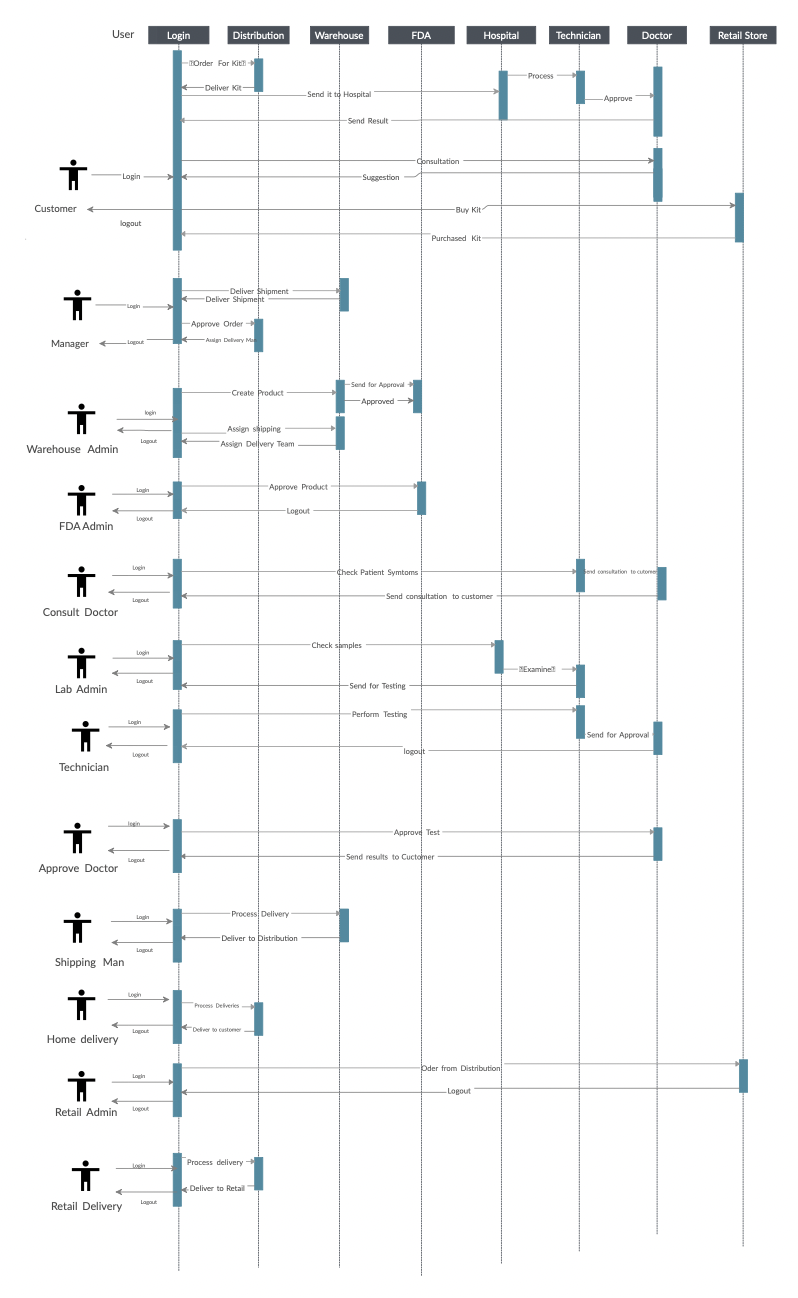 User
Login
Distribution
Warehouse
FDA
Hospital
Technician
Doctor
Retail Store
Order For Kit
Process
Deliver Kit
Send it to Hospital
Approve
Send Result
Consultation
Login
Suggestion
Customer
Buy Kit
logout
Purchased Kit
Deliver Shipment
Deliver Shipment
Login
Approve Order
Manager
Logout
Assign Delivery Ma
Send for Approval
Create Product
Approved
login
Assign shipping
Logout
Assign Delivery Team
Warehouse Admin
Approve Product
Login
Logout
Logout
FDA Admin
Login
Check Patient Symtoms
Send consultation to cutomer
Logout
Send consultation to customer
Consult Doctor
Check samples
Login
Examine
Logout
Send for Testing
Lab Admin
Perform Testing
Login
Send for Approval
Logout
logout
Technician
login
Approve Test
Logout
Send results to Cuctomer
Approve Doctor
Login
Process Delivery
Deliver to Distribution
Logout
Shipping Man
Login
Process Deliveries
Logout
Deliver to customer
Home delivery
Oder from Distribution
Login
Logout
Logout
Retail Admin
Login
Process delivery
Deliver to Retail
Logout
Retail Delivery